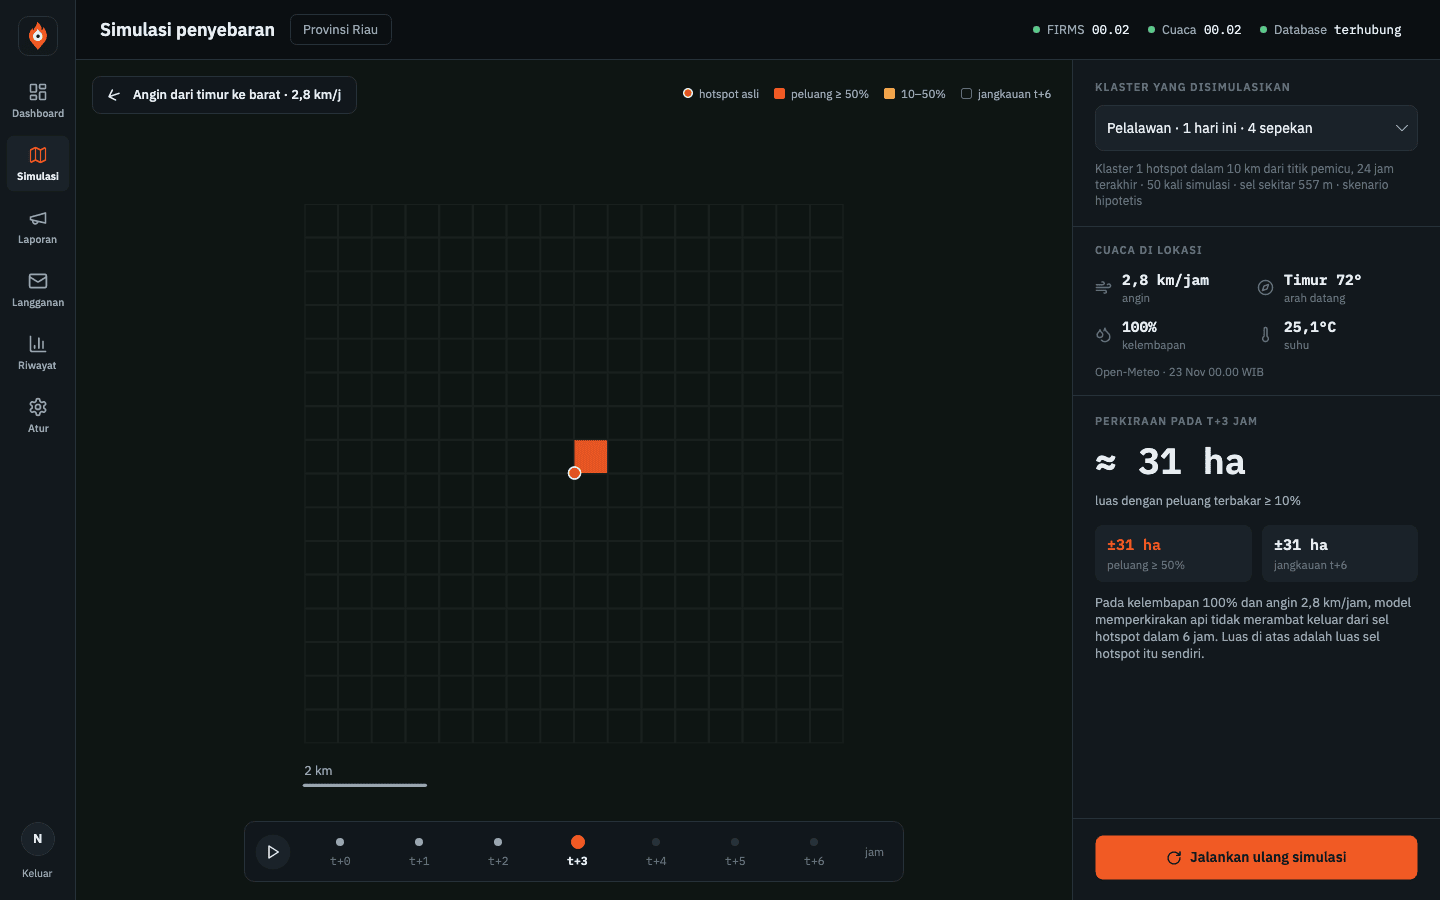 Simulasi penyebaran
Provinsi Riau
FIRMS 00.02
Cuaca 00.02
Database terhubung
Dashboard
Simulasi
Laporan
Langganan
Riwayat
Atur
N
Keluar
Angin dari timur ke barat · 2,8 km/j
hotspot asli
peluang ≥ 50%
10–50%
jangkauan t+6
2 km
t+0
t+1
t+2
t+3
t+4
t+5
t+6
jam
KLASTER YANG DISIMULASIKAN
Pelalawan · 1 hari ini · 4 sepekan
Klaster 1 hotspot dalam 10 km dari titik pemicu, 24 jam
terakhir · 50 kali simulasi · sel sekitar 557 m · skenario
hipotetis
CUACA DI LOKASI
2,8 km/jam
angin
Timur 72°
arah datang
100%
kelembapan
25,1°C
suhu
Open-Meteo · 23 Nov 00.00 WIB
PERKIRAAN PADA T+3 JAM
≈ 31 ha
luas dengan peluang terbakar ≥ 10%
±31 ha
peluang ≥ 50%
±31 ha
jangkauan t+6
Pada kelembapan 100% dan angin 2,8 km/jam, model
memperkirakan api tidak merambat keluar dari sel
hotspot dalam 6 jam. Luas di atas adalah luas sel
hotspot itu sendiri.
Jalankan ulang simulasi